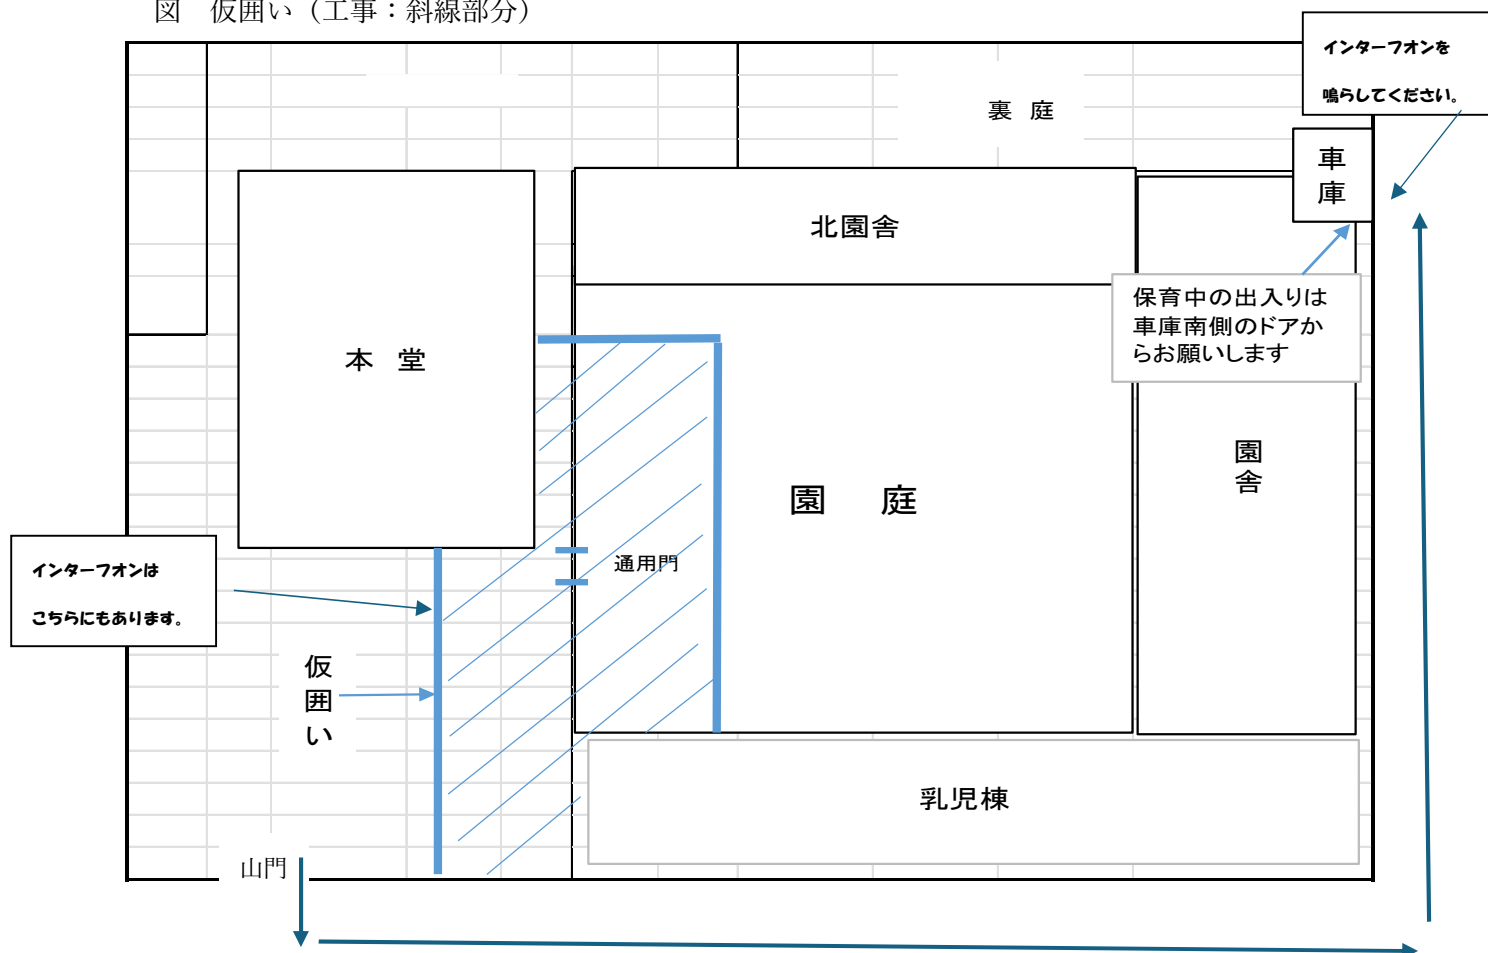 図　仮囲い（工事：斜線部分）
インターフォンを
鳴らしてください。
裏 庭
車
庫
北園舎
保育中の出入りは
車庫南側のドアか
らお願いします
本 堂
園
舎
園 庭
通用門
インターフォンは
こちらにもあります。
仮
囲
い
乳児棟
山門